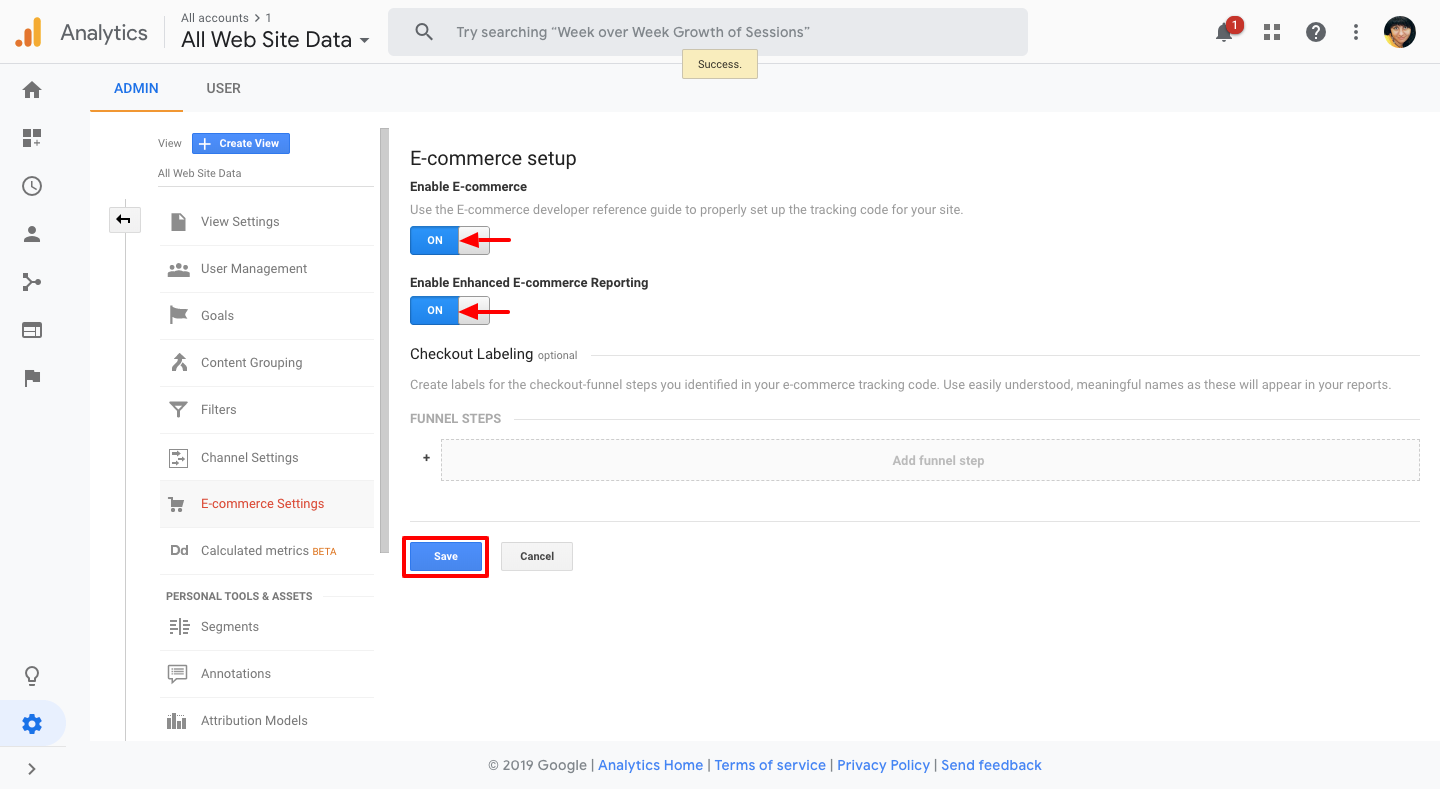 Analytics
All accounts > 1
All Web Site Data
Try searching “Week over Week Growth of Sessions”
1
Success.
ADMIN
USER
View
Create View
All Web Site Data
View Settings
User Management
Goals
Content Grouping
Filters
Channel Settings
E-commerce Settings
Dd Calculated metrics BETA
PERSONAL TOOLS & ASSETS
Segments
Annotations
Attribution Models
E-commerce setup
Enable E-commerce
Use the E-commerce developer reference guide to properly set up the tracking code for your site.
ON
Enable Enhanced E-commerce Reporting
ON
Checkout Labeling optional
Create labels for the checkout-funnel steps you identified in your e-commerce tracking code. Use easily understood, meaningful names as these will appear in your reports.
FUNNEL STEPS
+ Add funnel step
Save
Cancel
© 2019 Google | Analytics Home | Terms of service | Privacy Policy | Send feedback